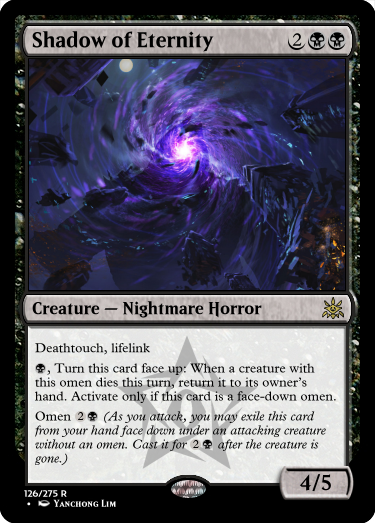 Shadow of Eternity 2
Creature — Nightmare Horror
Deathtouch, lifelink
, Turn this card face up: When a creature with
this omen dies this turn, return it to its owner's
hand. Activate only if this card is a face-down omen.
Omen 2 (As you attack, you may exile this card
from your hand face down under an attacking creature
without an omen. Cast it for 2 after the creature is
gone.)
4/5
126/275 R
• Yanchong Lim